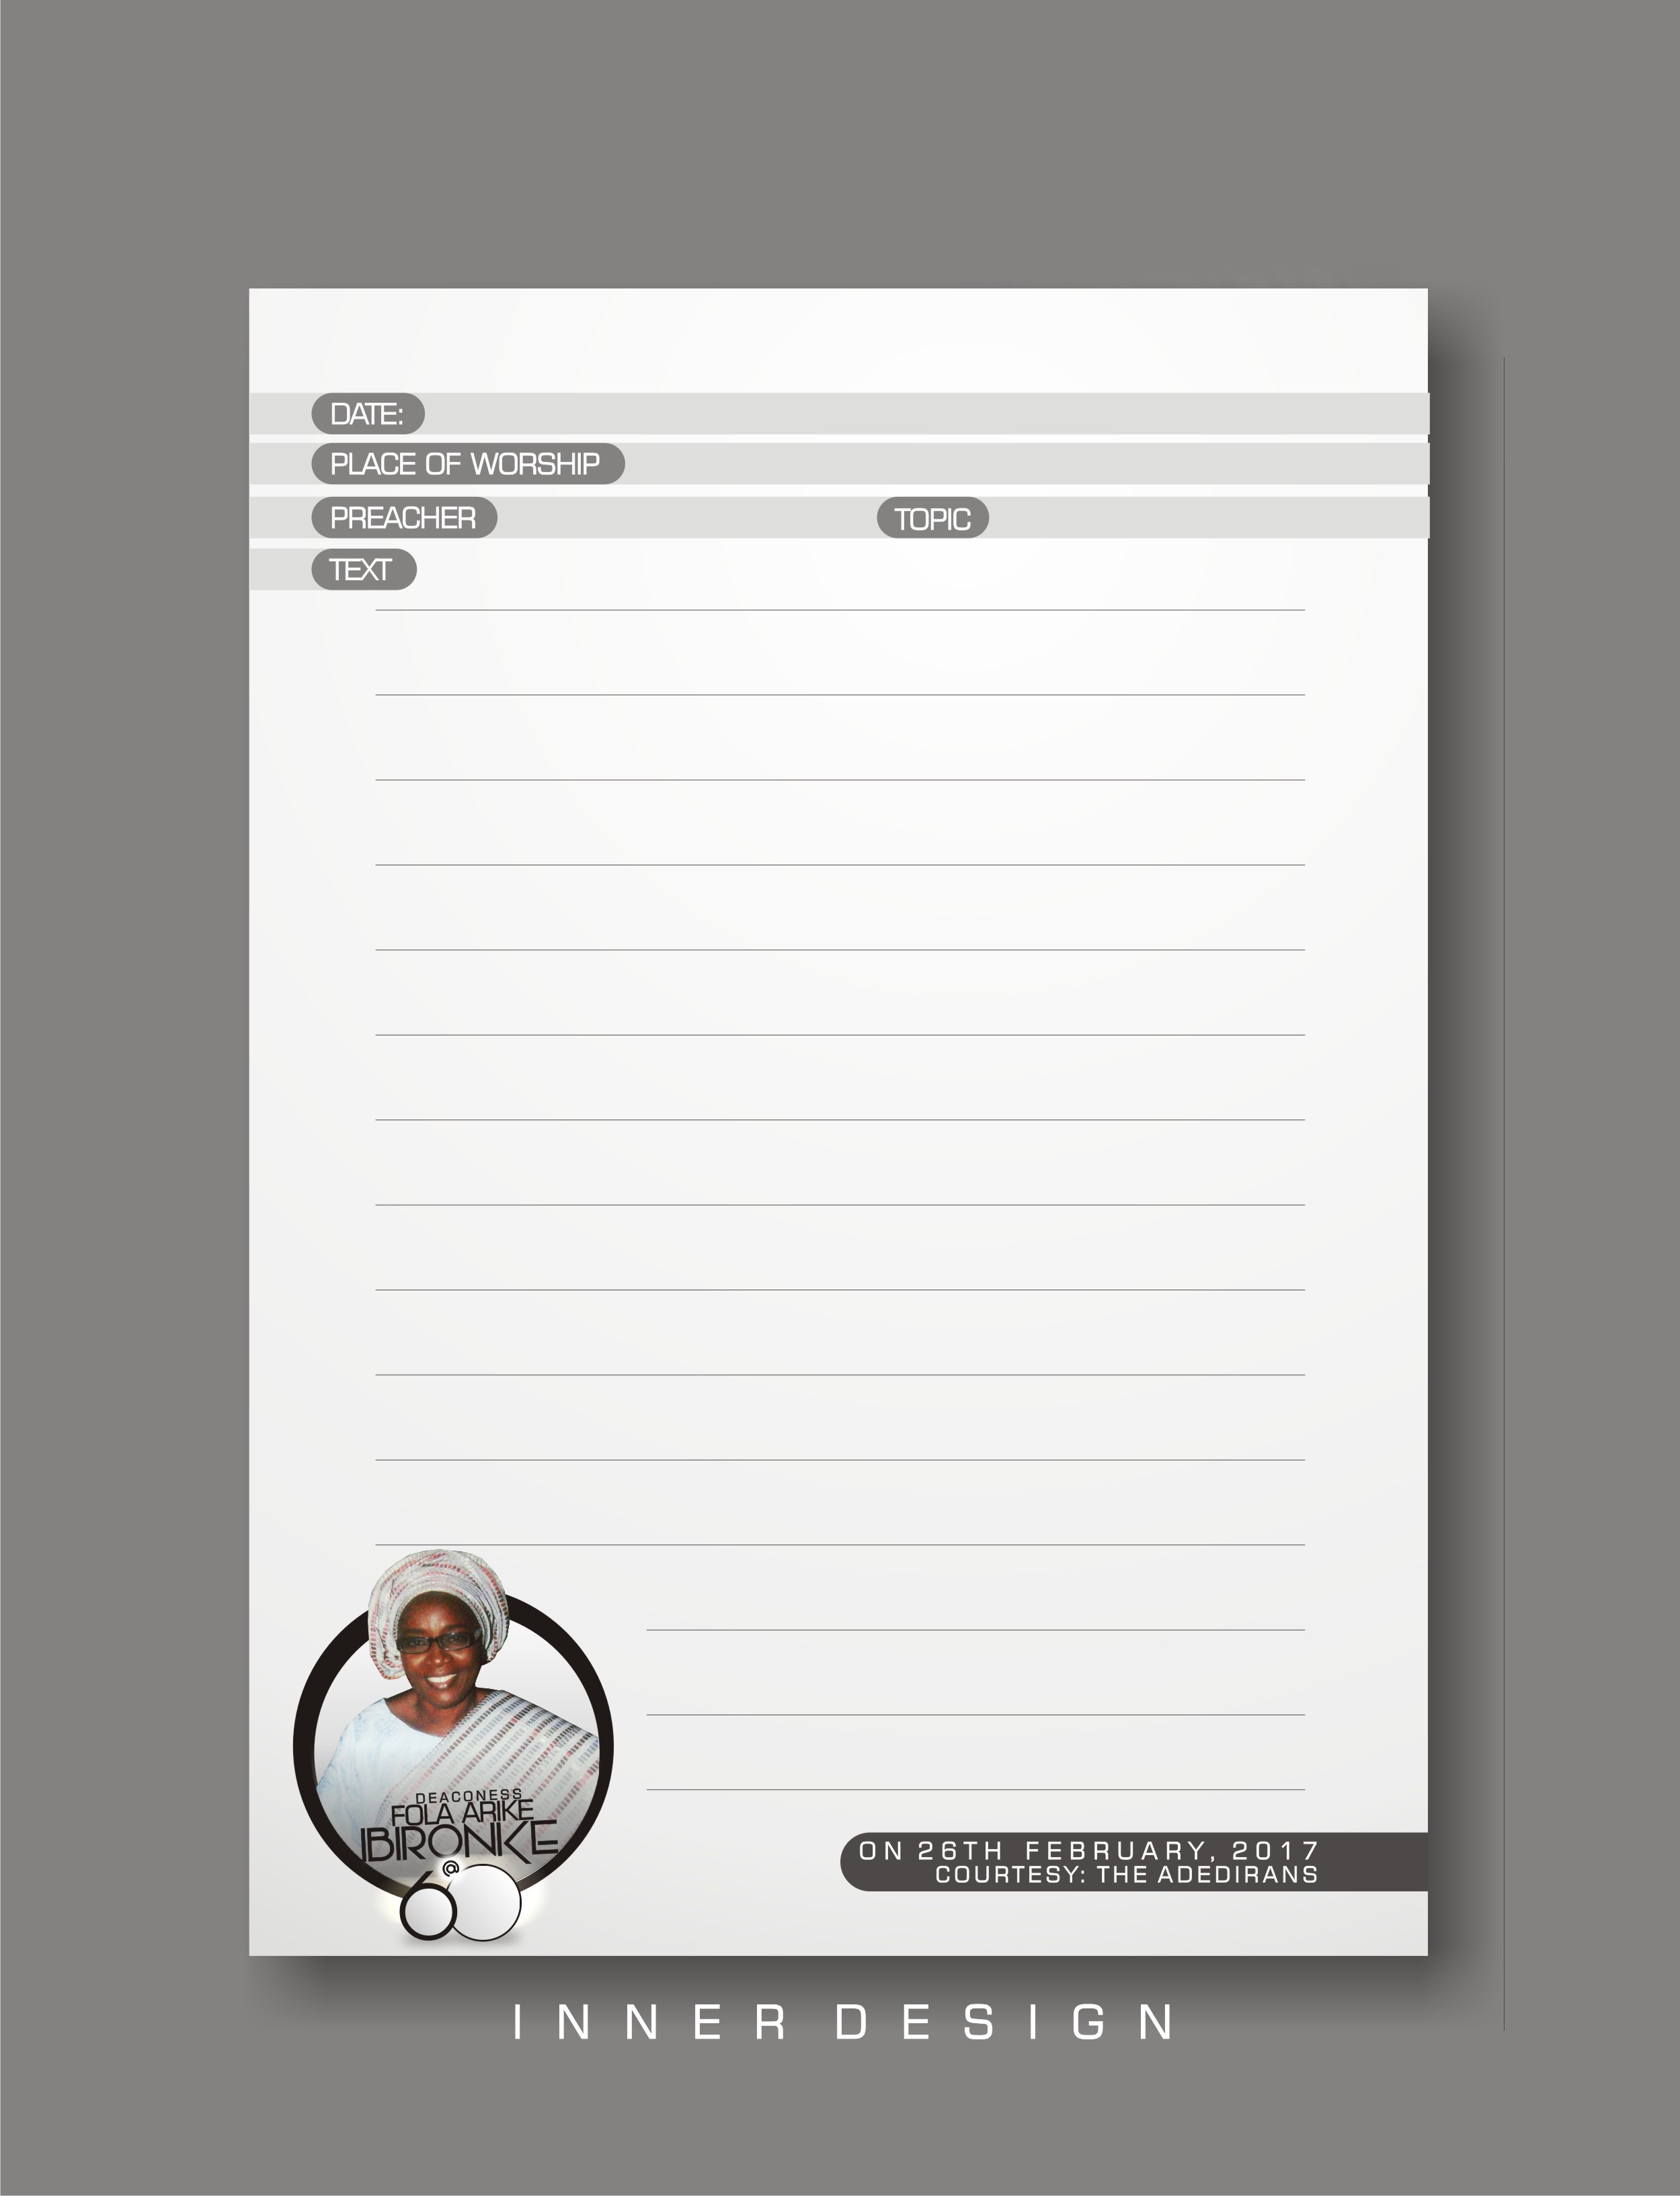 DATE:
PLACE OF WORSHIP
PREACHER TOPIC
TEXT
DEACONESS
FOLA ARIKE
IBIRONKE
@
60
ON 26TH FEBRUARY, 2017
COURTESY: THE ADEDIRANS
INNER DESIGN